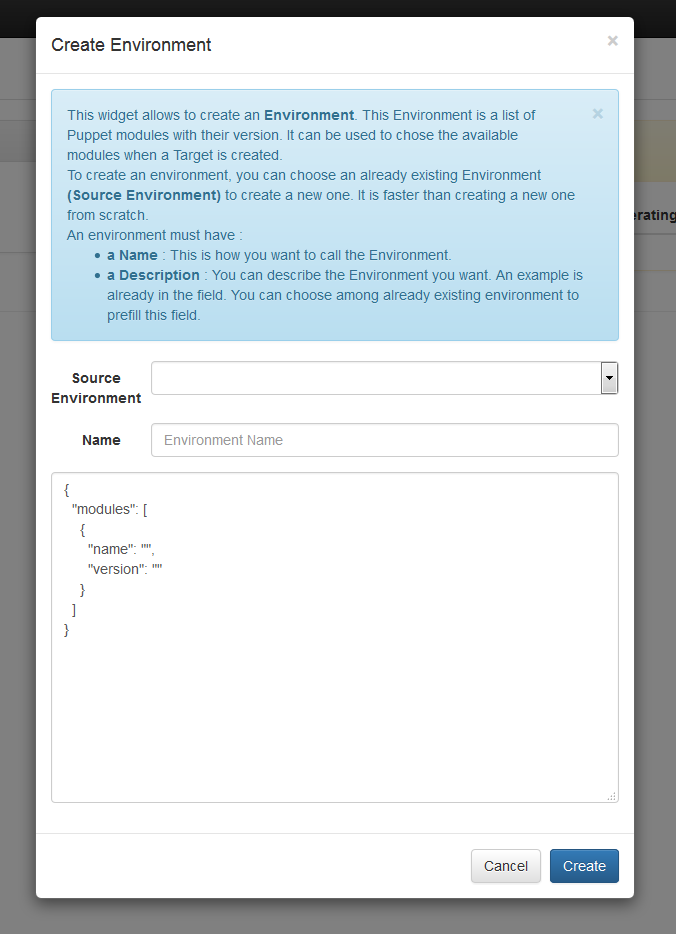 Create Environment
×
This widget allows to create an Environment. This Environment is a list of
×
Puppet modules with their version. It can be used to chose the available
modules when a Target is created.
To create an environment, you can choose an already existing Environment
(Source Environment) to create a new one. It is faster than creating a new one
from scratch.
An environment must have :
• a Name : This is how you want to call the Environment.
• a Description : You can describe the Environment you want. An example is
already in the field. You can choose among already existing environment to
prefill this field.
erating
Source
Environment
Name
Environment Name
{
"modules": [
{
"name": "",
"version": ""
}
]
}
Cancel
Create